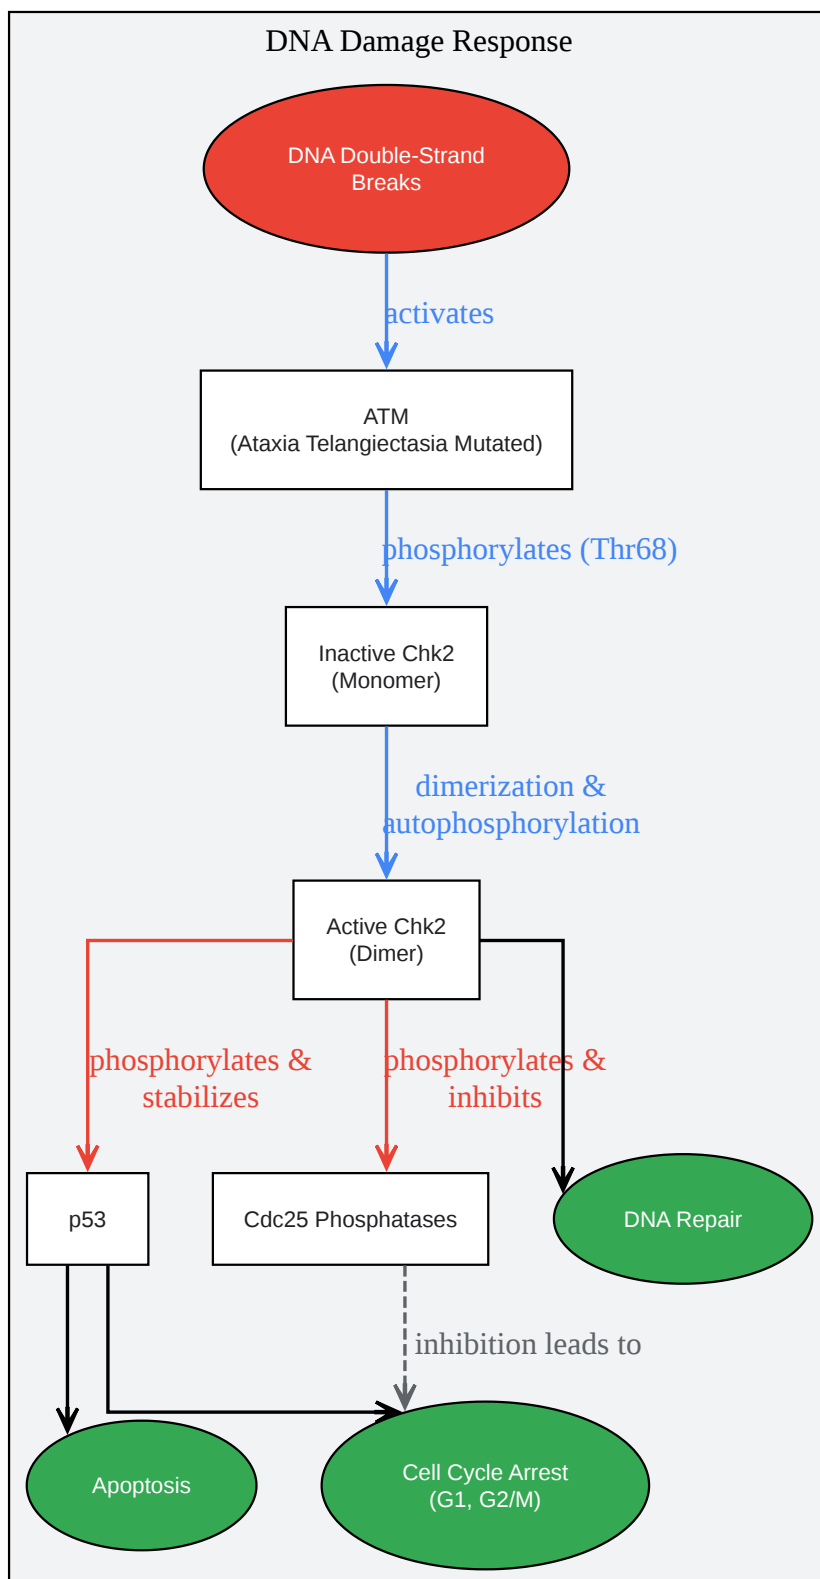 DNA Damage Response
DNA Double-Strand
Breaks
activates
ATM
(Ataxia Telangiectasia Mutated)
phosphorylates (Thr68)
Inactive Chk2
(Monomer)
dimerization &
autophosphorylation
Active Chk2
(Dimer)
phosphorylates &
stabilizes
phosphorylates &
inhibits
p53
Cdc25 Phosphatases
DNA Repair
inhibition leads to
Apoptosis
Cell Cycle Arrest
(G1, G2/M)